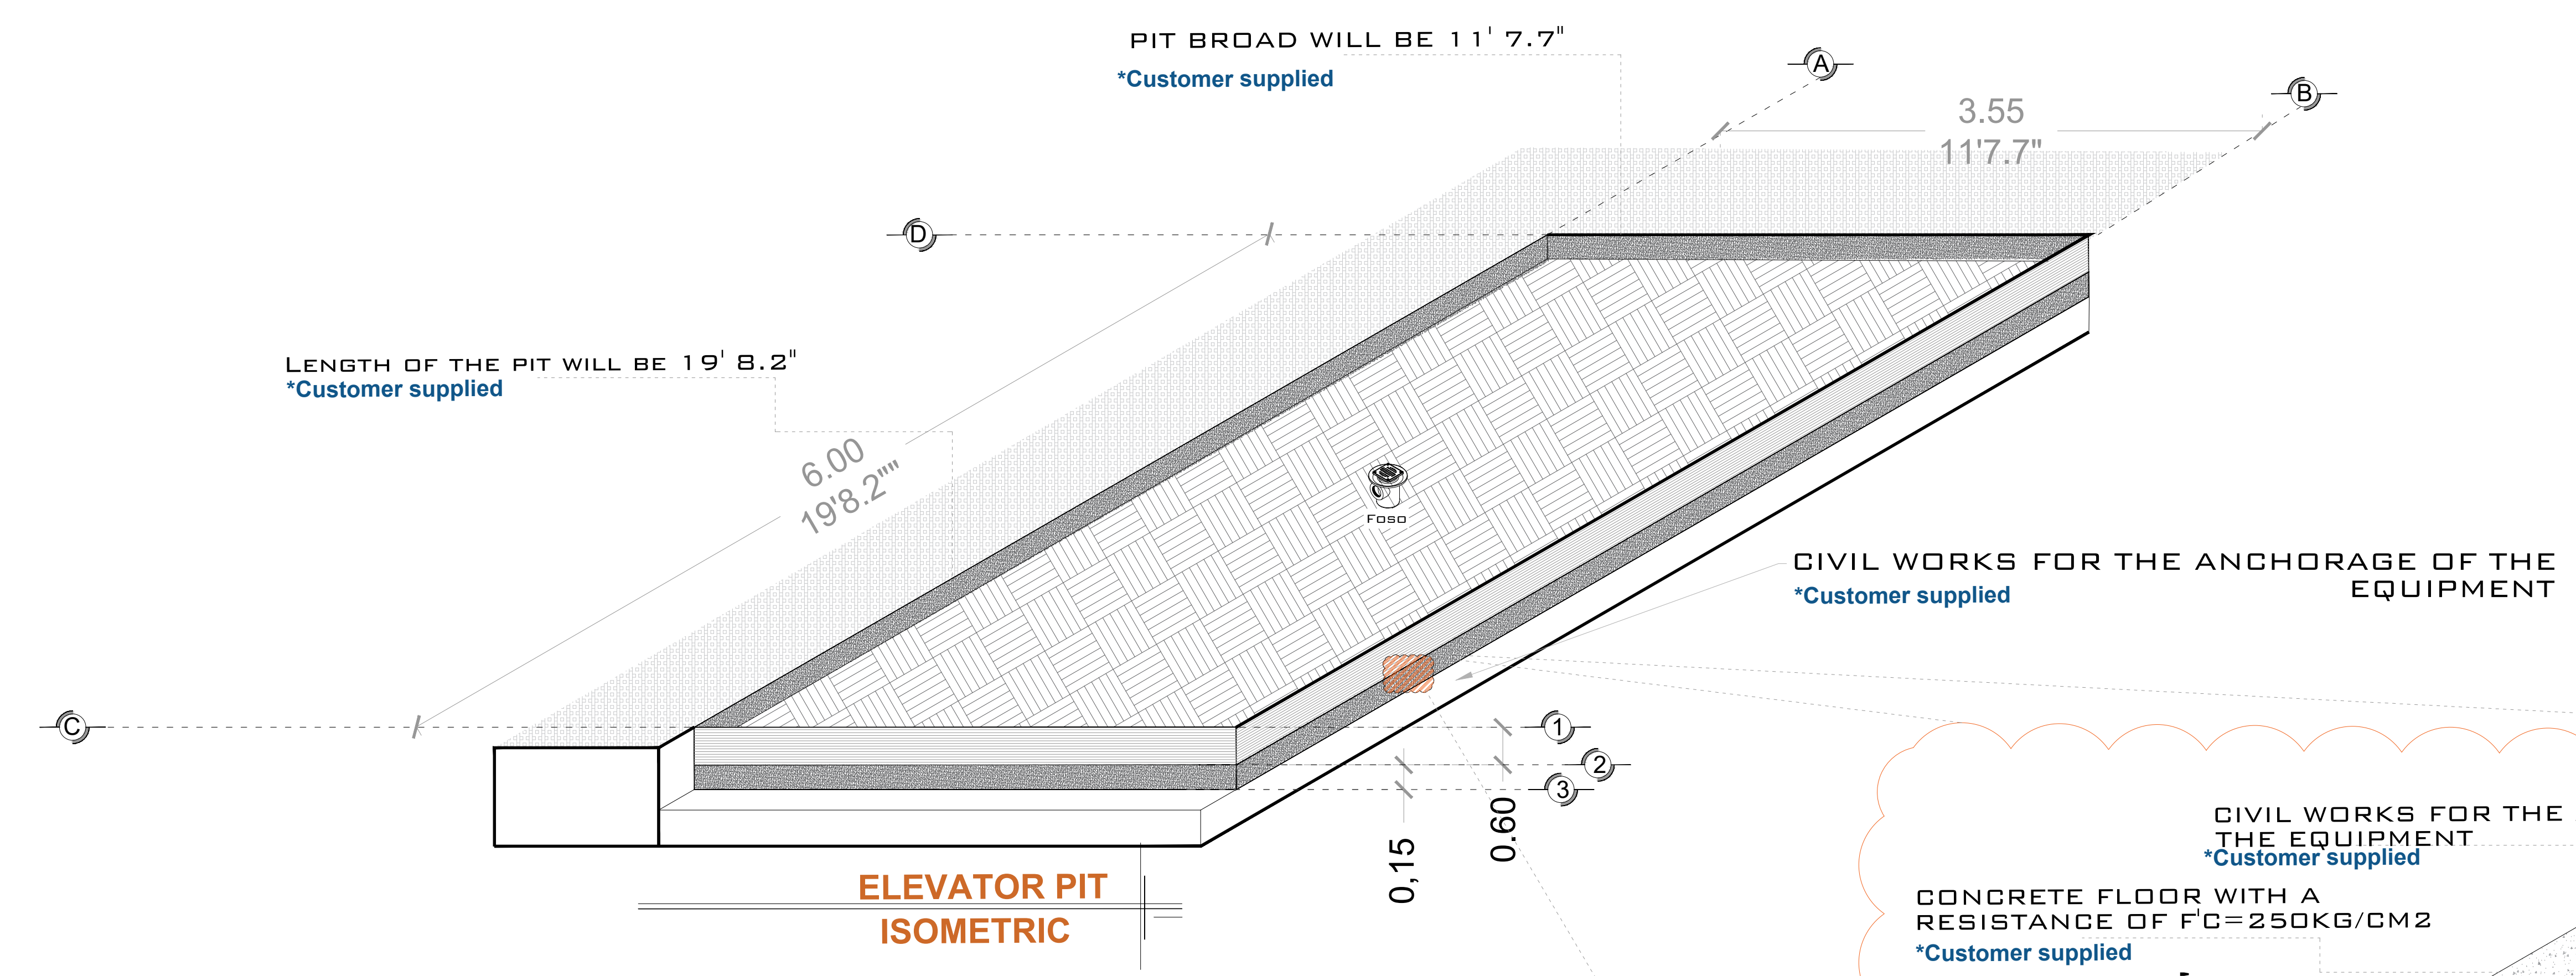 PIT BROAD WILL BE 11' 7.7"
*Customer supplied
A
B
3.55
11'7.7"
D
LENGTH OF THE PIT WILL BE 19' 8.2"
*Customer supplied
6.00
19'8.2""
FOSO
CIVIL WORKS FOR THE ANCHORAGE OF THE
EQUIPMENT
*Customer supplied
C
1
2
3
0,15
0.60
ELEVATOR PIT
ISOMETRIC
CIVIL WORKS FOR THE
THE EQUIPMENT
*Customer supplied
CONCRETE FLOOR WITH A
RESISTANCE OF F'C=250KG/CM2
*Customer supplied